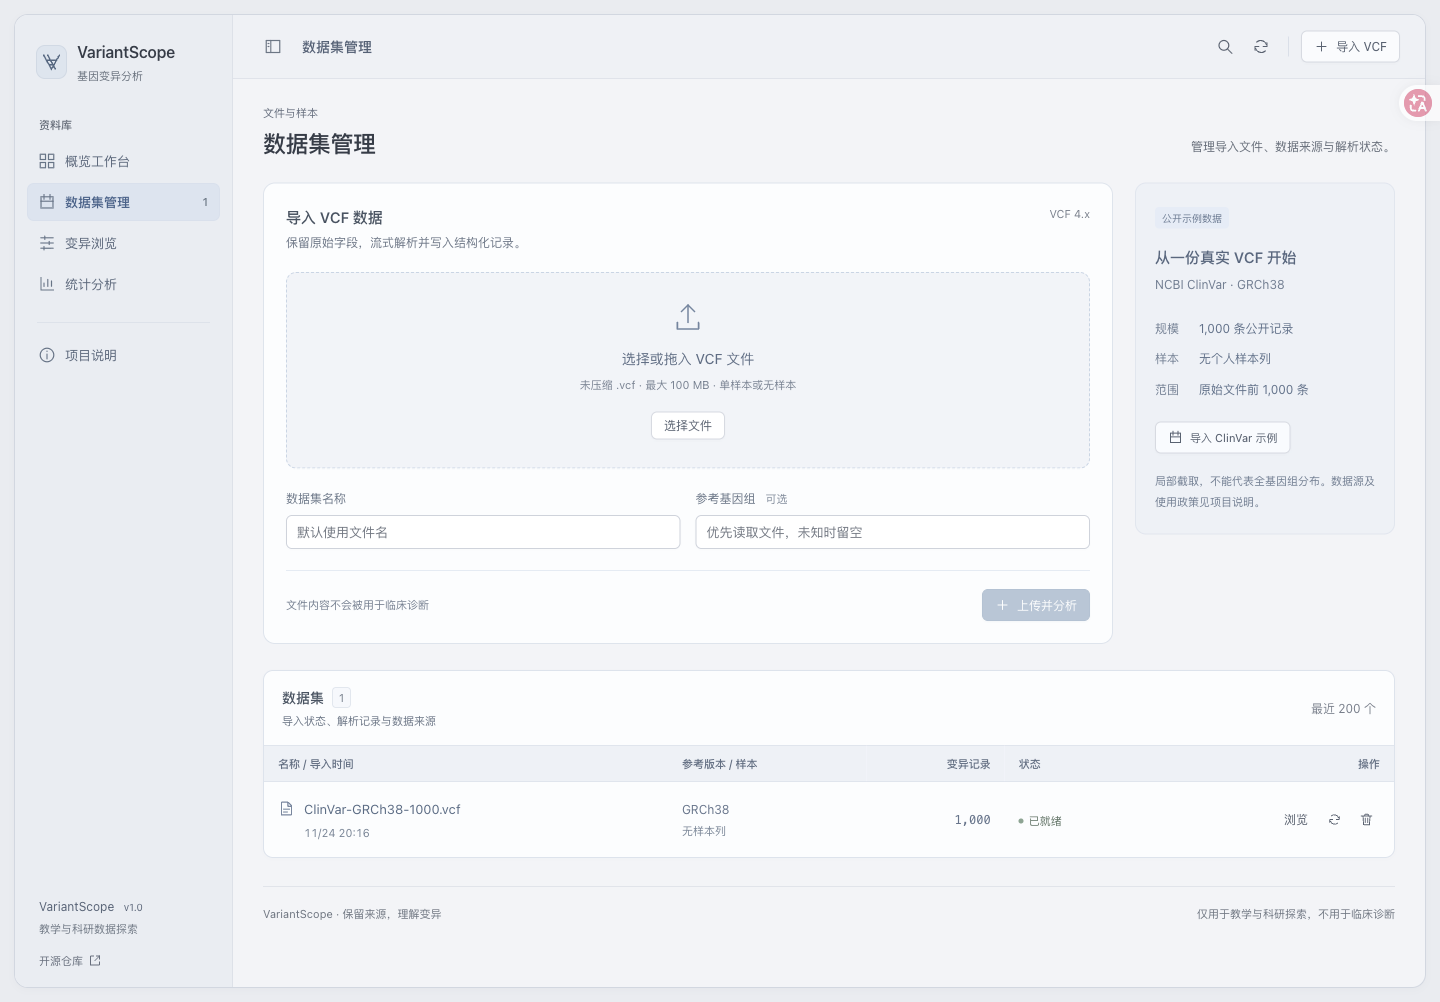 VariantScope
基因变异分析
资料库
概览工作台
数据集管理 1
变异浏览
统计分析
项目说明
VariantScope v1.0
教学与科研数据探索
开源仓库
数据集管理
导入 VCF
文件与样本
数据集管理
管理导入文件、数据来源与解析状态。
导入 VCF 数据
VCF 4.x
保留原始字段，流式解析并写入结构化记录。
选择或拖入 VCF 文件
未压缩 .vcf · 最大 100 MB · 单样本或无样本
选择文件
数据集名称
默认使用文件名
参考基因组 可选
优先读取文件，未知时留空
文件内容不会被用于临床诊断
上传并分析
公开示例数据
从一份真实 VCF 开始
NCBI ClinVar · GRCh38
规模 1,000 条公开记录
样本 无个人样本列
范围 原始文件前 1,000 条
导入 ClinVar 示例
局部截取，不能代表全基因组分布。数据源及
使用政策见项目说明。
数据集 1
导入状态、解析记录与数据来源
最近 200 个
名称 / 导入时间 参考版本 / 样本 变异记录 状态 操作
ClinVar-GRCh38-1000.vcf GRCh38 1,000 已就绪 浏览
11/24 20:16 无样本列
VariantScope · 保留来源，理解变异
仅用于教学与科研探索，不用于临床诊断